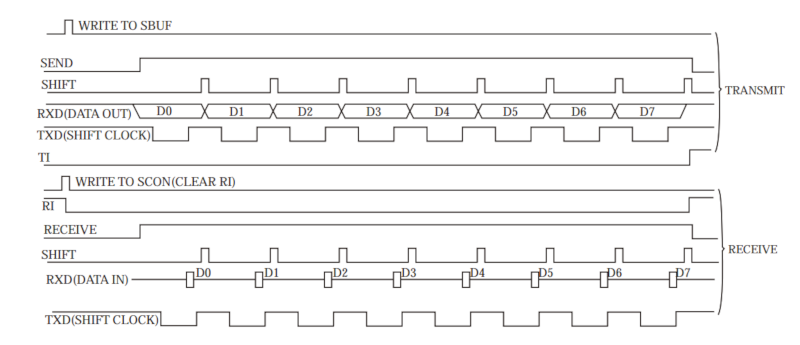 WRITE TO SBUF
SEND
SHIFT
TRANSMIT
RXD(DATA OUT) D0 D1 D2 D3 D4 D5 D6 D7
TXD(SHIFT CLOCK)
TI
WRITE TO SCON(CLEAR RI)
RI
RECEIVE
SHIFT
RECEIVE
RXD(DATA IN) D0 D1 D2 D3 D4 D5 D6 D7
TXD(SHIFT CLOCK)